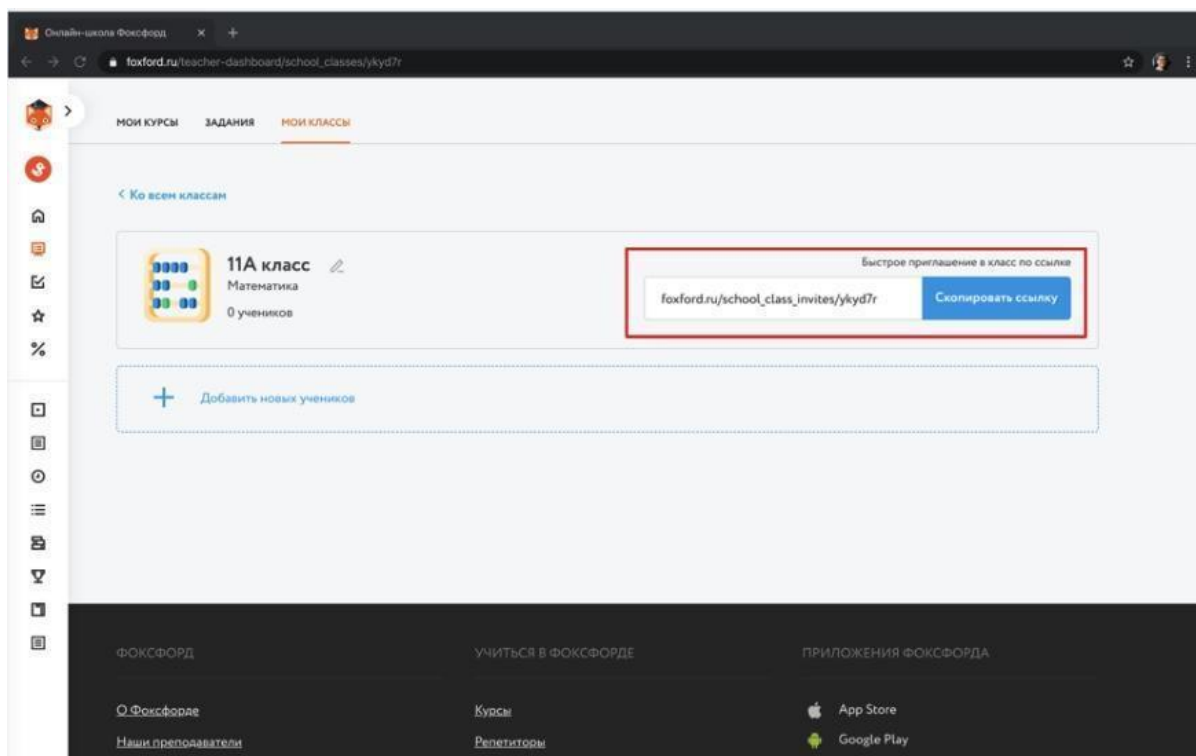 Онлайн-школа Фоксфорд
foxford.ru/teacher-dashboard/school_classes/ykyd7r
МОИ КУРСЫ ЗАДАНИЯ МОИ КЛАССЫ
< Ко всем классам
11А класс
Математика
0 учеников
Быстрое приглашение в класс по ссылке
foxford.ru/school_class_invites/ykyd7r Скопировать ссылку
+ Добавить новых учеников
ФОКСФОРД УЧИТЬСЯ В ФОКСФОРДЕ ПРИЛОЖЕНИЯ ФОКСФОРДА
О Фоксфорде Курсы App Store
Наши преподаватели Репетиторы Google Play